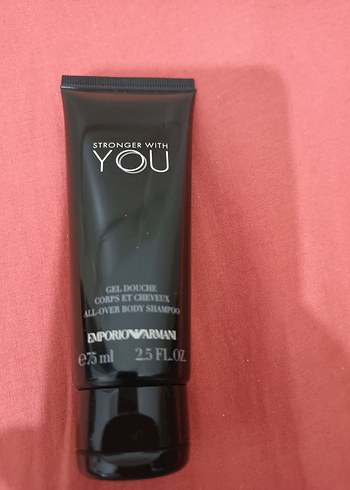 STRONGER WITH
YOU
GEL DOUCHE
CORPS ET CHEVEUX
ALL-OVER BODY SHAMPOO
EMPORIO ARMANI
℮75 ml 2.5 FL.OZ.